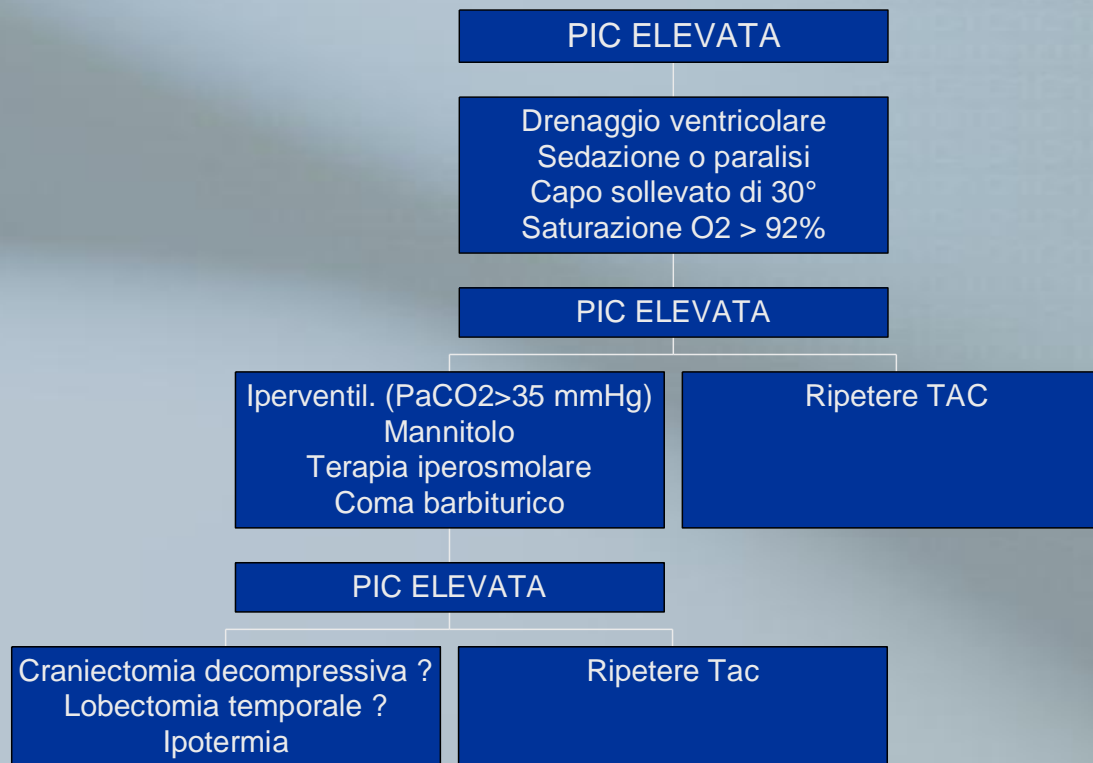 PIC ELEVATA
Drenaggio ventricolare
Sedazione o paralisi
Capo sollevato di 30°
Saturazione O2 > 92%
PIC ELEVATA
Iperventil. (PaCO2>35 mmHg)
Mannitolo
Terapia iperosmolare
Coma barbiturico
Ripetere TAC
PIC ELEVATA
Craniectomia decompressiva ?
Lobectomia temporale ?
Ipotermia
Ripetere Tac